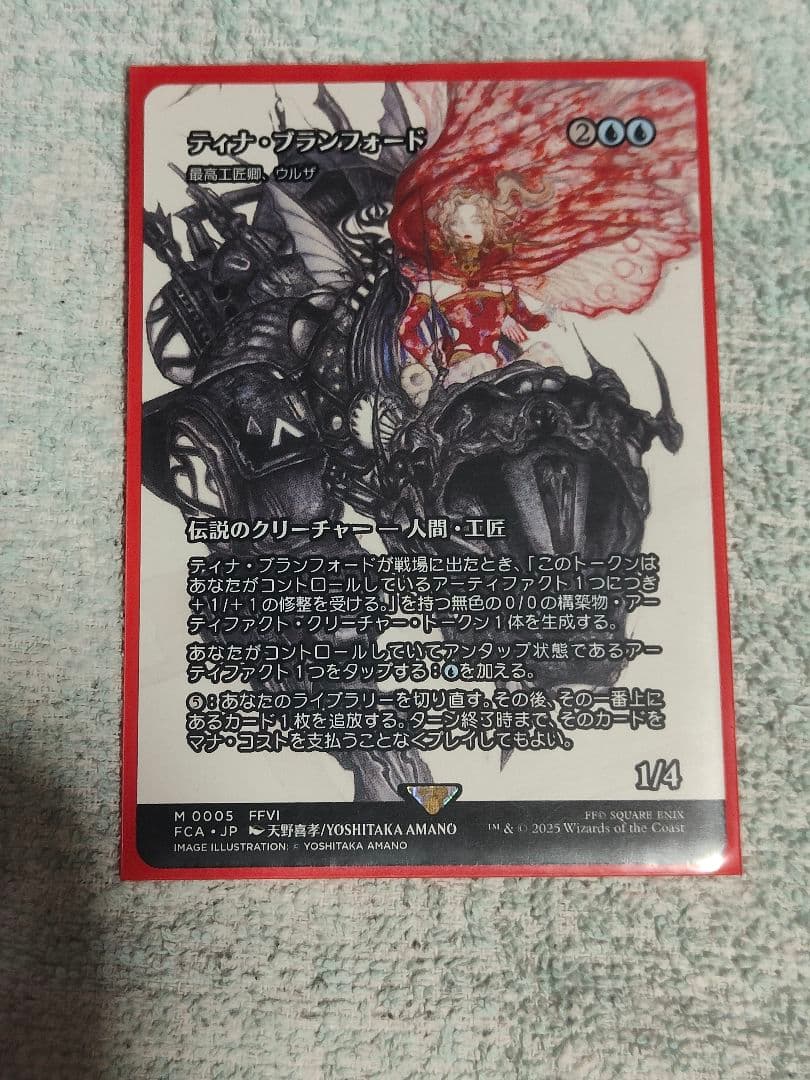 ティナ・ブランフォード
2
最高工匠卿、ウルザ
伝説のクリーチャー — 人間・工匠
ティナ・ブランフォードが戦場に出たとき、「このトークンは
あなたがコントロールしているアーティファクト1つにつき
+1/+1の修整を受ける。」を持つ無色の0/0の構築物・アー
ティファクト・クリーチャー・トークン1体を生成する。
あなたがコントロールしていてアンタップ状態であるアー
ティファクト1つをタップする:を加える。
5:あなたのライブラリーを切り直す。その後、その一番上に
あるカード1枚を追放する。ターン終了時まで、そのカードを
マナ・コストを支払うことなくプレイしてもよい。
1/4
M 0005 FFVI
FCA・JP 天野喜孝/YOSHITAKA AMANO
IMAGE ILLUSTRATION: © YOSHITAKA AMANO
FF© SQUARE ENIX
™ & © 2025 Wizards of the Coast